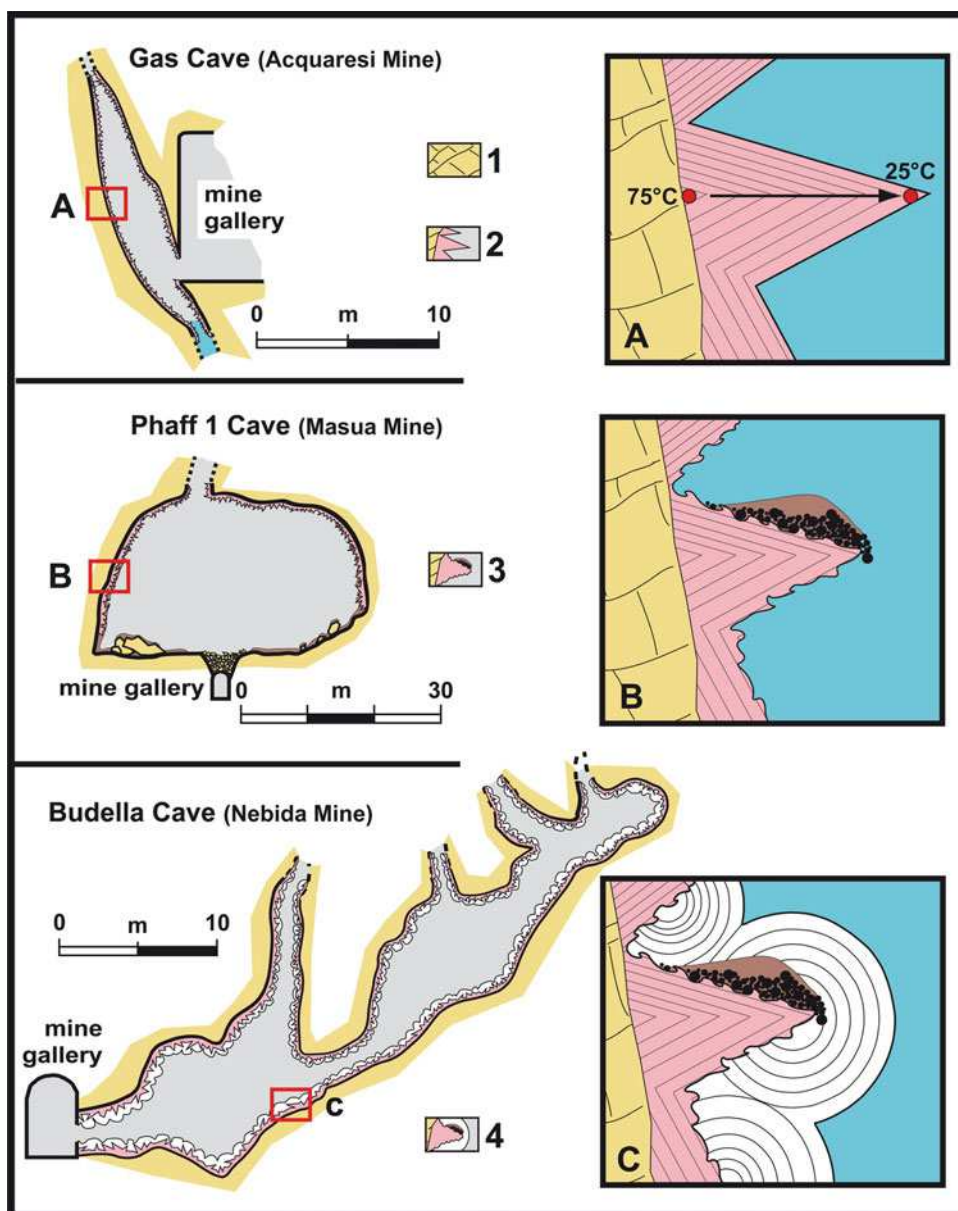 Gas Cave (Acquaresi Mine)
A
mine
gallery
1
2
0 m 10
75°C
25°C
A
Phaff 1 Cave (Masua Mine)
B
3
mine gallery
0 m 30
B
Budella Cave (Nebida Mine)
0 m 10
mine
gallery
c
4
C